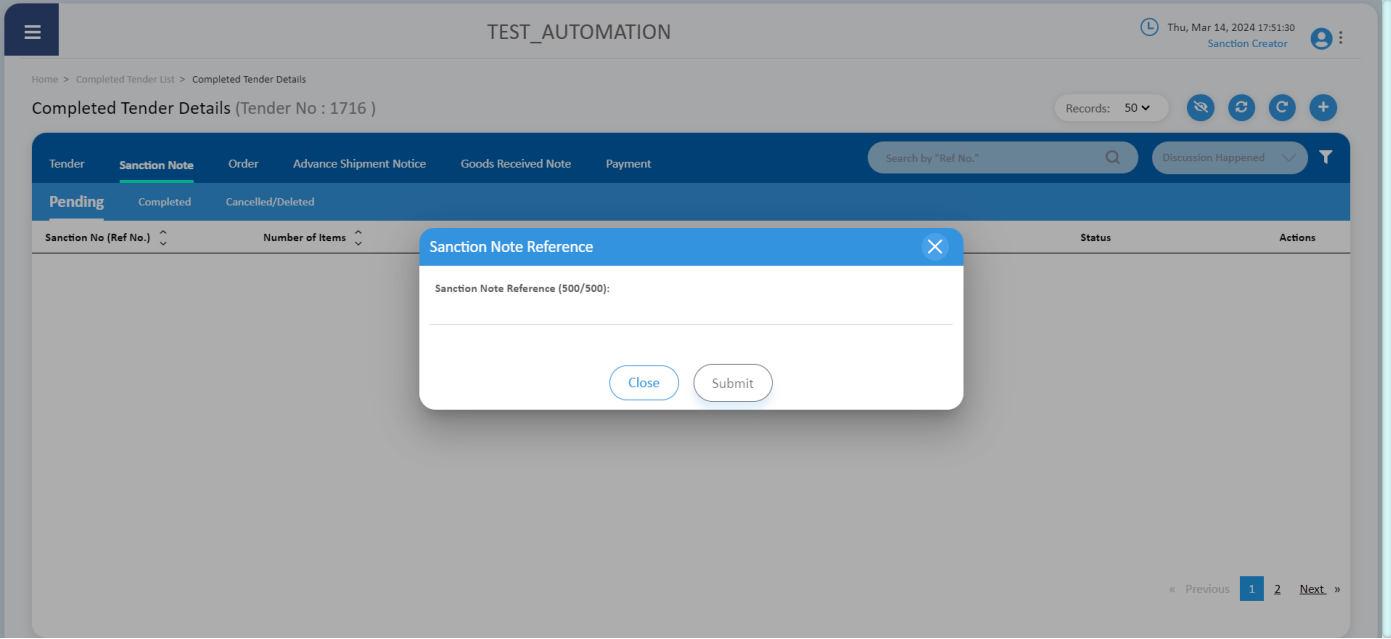 TEST_AUTOMATION
Thu, Mar 14, 2024 17:51:30
Sanction Creator
Home > Completed Tender List > Completed Tender Details
Completed Tender Details (Tender No : 1716 )
Records: 50
Tender Sanction Note Order Advance Shipment Notice Goods Received Note Payment Search by "Ref No." Discussion Happened
Pending Completed Cancelled/Deleted
Sanction No (Ref No.) Number of Items Status Actions
Sanction Note Reference
Sanction Note Reference (500/500):
Close Submit
« Previous 1 2 Next »